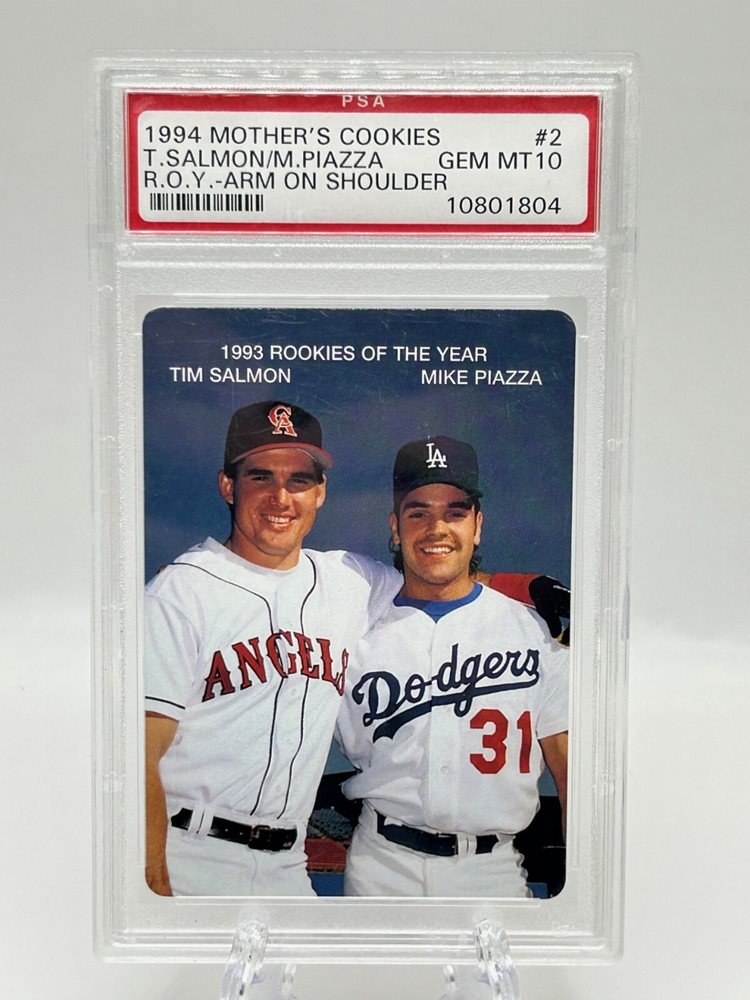 PSA
1994 MOTHER'S COOKIES #2
T.SALMON/M.PIAZZA GEM MT10
R.O.Y.-ARM ON SHOULDER
10801804
1993 ROOKIES OF THE YEAR
TIM SALMON MIKE PIAZZA
CA
LA
ANGELS
Dodgers
31